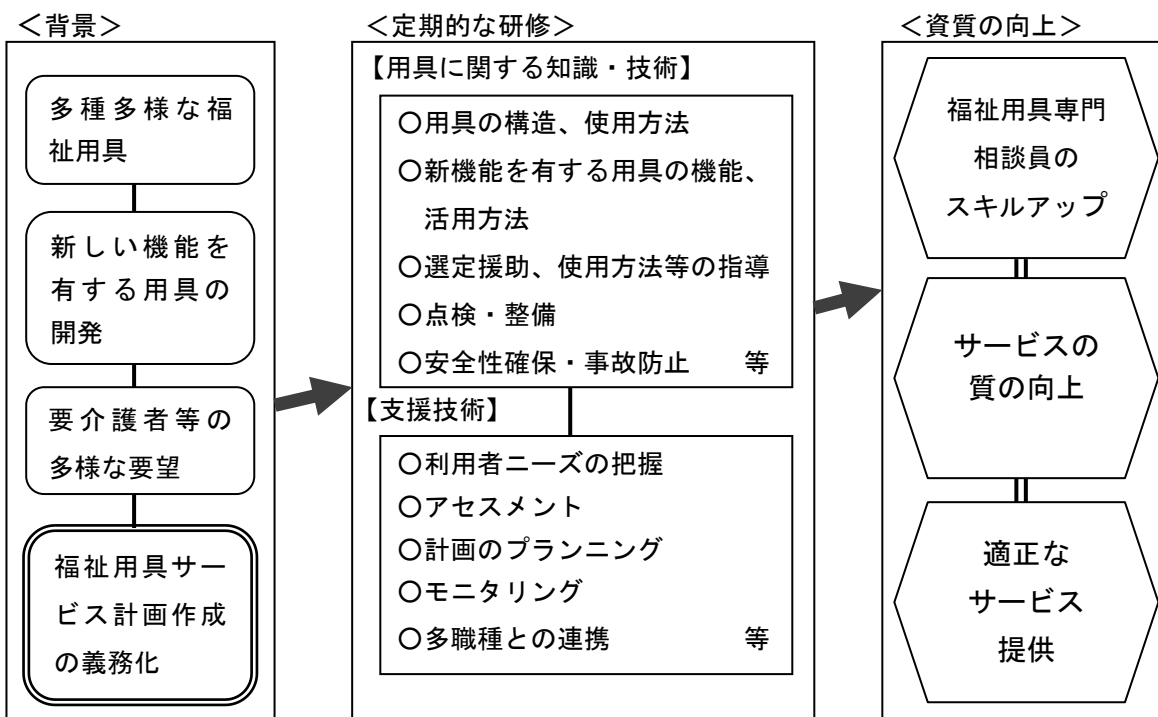 ＜背景＞
多種多様な福
祉用具
新しい機能を
有する用具の
開発
要介護者等の
多様な要望
福祉用具サー
ビス計画作成
の義務化
＜定期的な研修＞
【用具に関する知識・技術】
〇用具の構造、使用方法
〇新機能を有する用具の機能、
活用方法
〇選定援助、使用方法等の指導
〇点検・整備
〇安全性確保・事故防止　　等
【支援技術】
〇利用者ニーズの把握
〇アセスメント
〇計画のプランニング
〇モニタリング
〇多職種との連携　　　　　等
＜資質の向上＞
福祉用具専門
相談員の
スキルアップ
サービスの
質の向上
適正な
サービス
提供